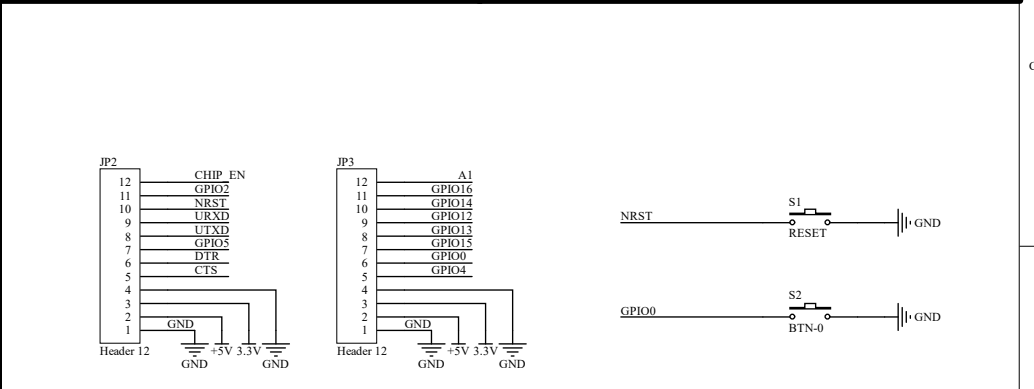 JP2
12 CHIP_EN
11 GPIO2
10 NRST
9 URXD
8 UTXD
7 GPIO5
6 DTR
5 CTS
4
3
2
1 GND
Header 12
GND
+5V
3.3V
GND
JP3
12 A1
11 GPIO16
10 GPIO14
9 GPIO12
8 GPIO13
7 GPIO15
6 GPIO0
5 GPIO4
4
3
2
1 GND
Header 12
GND
+5V
3.3V
GND
S1
NRST
GND
RESET
S2
GPIO0
GND
BTN-0